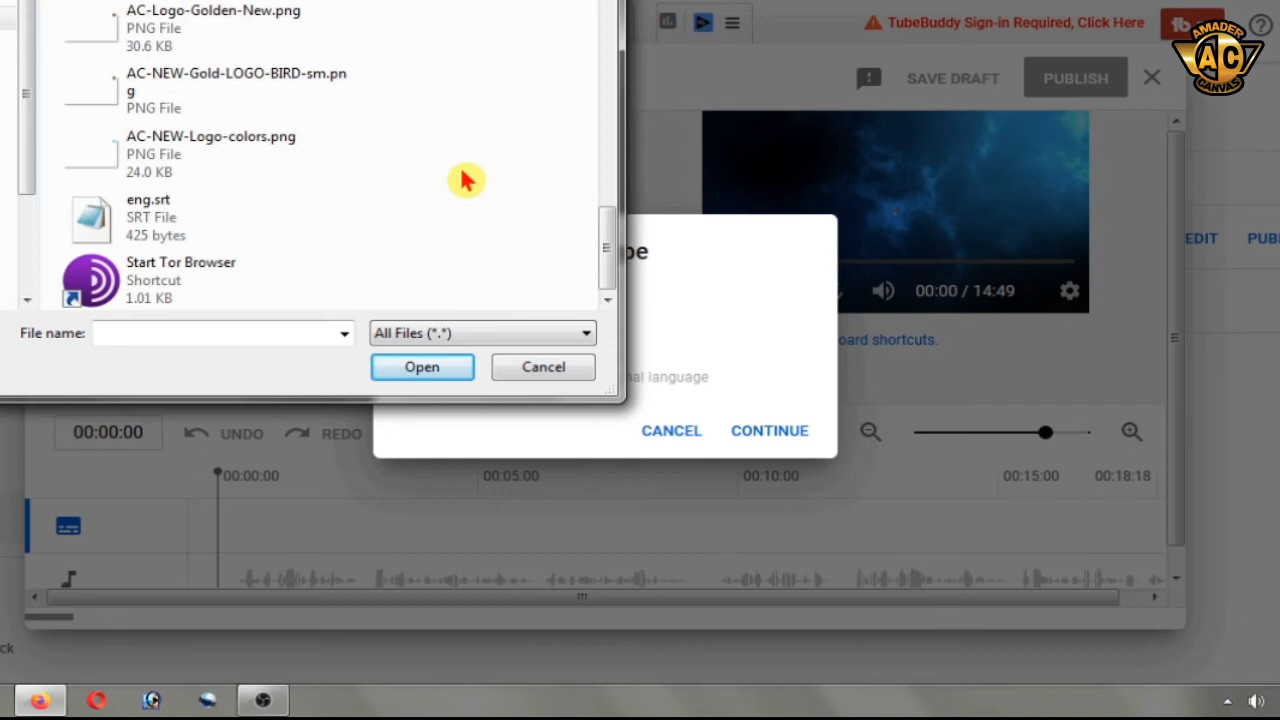 AC-Logo-Golden-New.png
PNG File
30.6 KB
AC-NEW-Gold-LOGO-BIRD-sm.pn
g
PNG File
AC-NEW-Logo-colors.png
PNG File
24.0 KB
eng.srt
SRT File
425 bytes
Start Tor Browser
Shortcut
1.01 KB
File name:
All Files (*.*)
Open
Cancel
TubeBuddy Sign-in Required, Click Here
tb
AMADER
AC
CANVAS
SAVE DRAFT
PUBLISH
EDIT
00:00 / 14:49
oard shortcuts.
nal language
CANCEL
CONTINUE
00:00:00
UNDO
REDO
00:00:00
00:05:00
00:10:00
00:15:00
00:18:18